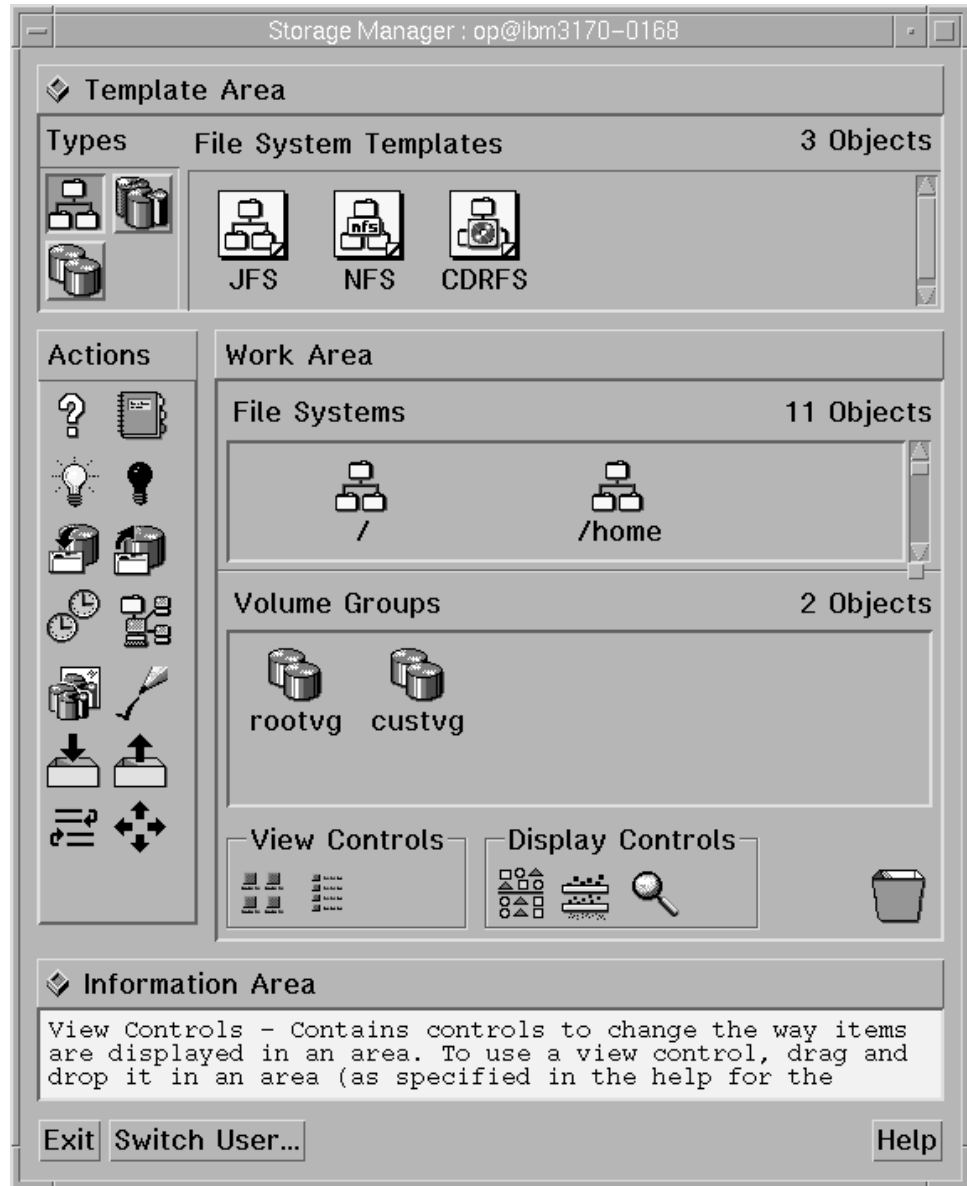 Storage Manager : op@ibm3170-0168
Template Area
Types
File System Templates
3 Objects
nfs
JFS
NFS
CDRFS
Actions
Work Area
File Systems
11 Objects
/
/home
Volume Groups
2 Objects
rootvg
custvg
View Controls
Display Controls
Information Area
View Controls - Contains controls to change the way items
are displayed in an area. To use a view control, drag and
drop it in an area (as specified in the help for the
Exit
Switch User...
Help